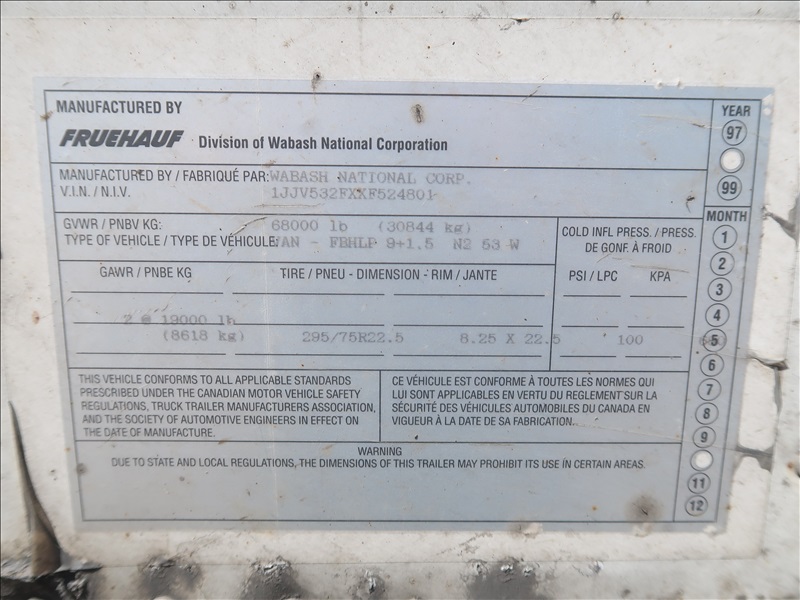 MANUFACTURED BY
FRUEHAUF Division of Wabash National Corporation
MANUFACTURED BY / FABRIQUÉ PAR: WABASH NATIONAL CORP.
V.I.N. / N.I.V. 1JJV532FXXF524801
GVWR / PNBV KG: 68000 lb (30844 kg)
TYPE OF VEHICLE / TYPE DE VÉHICULE: VAN - FBHLP 9+1.5 N2 53 W
COLD INFL PRESS. / PRESS.
DE GONF. À FROID
GAWR / PNBE KG TIRE / PNEU - DIMENSION - RIM / JANTE PSI / LPC KPA
2 @ 19000 lb
(8618 kg) 295/75R22.5 8.25 X 22.5 100
THIS VEHICLE CONFORMS TO ALL APPLICABLE STANDARDS
PRESCRIBED UNDER THE CANADIAN MOTOR VEHICLE SAFETY
REGULATIONS, TRUCK TRAILER MANUFACTURERS ASSOCIATION,
AND THE SOCIETY OF AUTOMOTIVE ENGINEERS IN EFFECT ON
THE DATE OF MANUFACTURE.
CE VÉHICULE EST CONFORME À TOUTES LES NORMES QUI
LUI SONT APPLICABLES EN VERTU DU REGLEMENT SUR LA
SÉCURITÉ DES VÉHICULES AUTOMOBILES DU CANADA EN
VIGUEUR À LA DATE DE SA FABRICATION.
WARNING
DUE TO STATE AND LOCAL REGULATIONS, THE DIMENSIONS OF THIS TRAILER MAY PROHIBIT ITS USE IN CERTAIN AREAS.
YEAR
97
99
MONTH
1
2
3
4
5
6
7
8
9
11
12